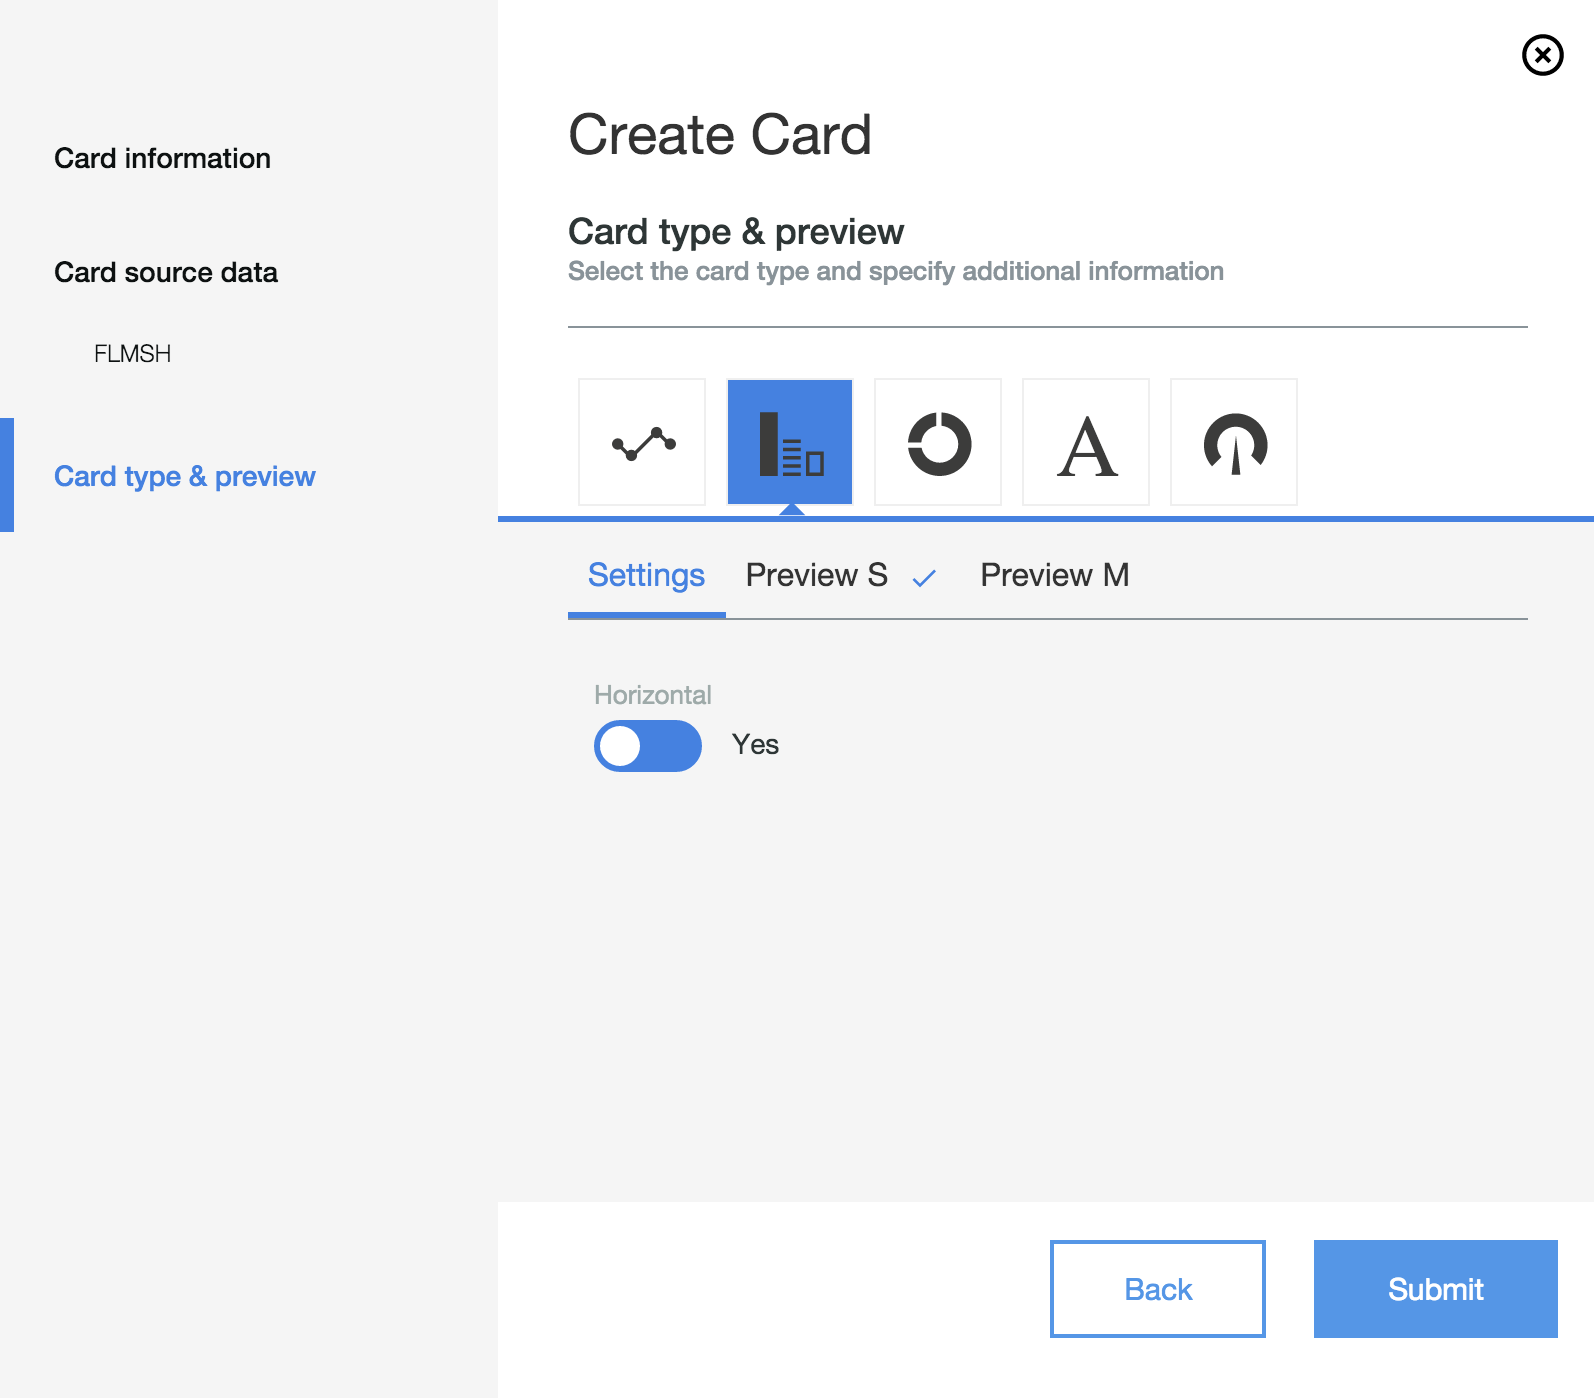 Card information
Card source data
FLMSH
Card type & preview
Create Card
Card type & preview
Select the card type and specify additional information
A
Settings Preview S Preview M
Horizontal
Yes
Back Submit